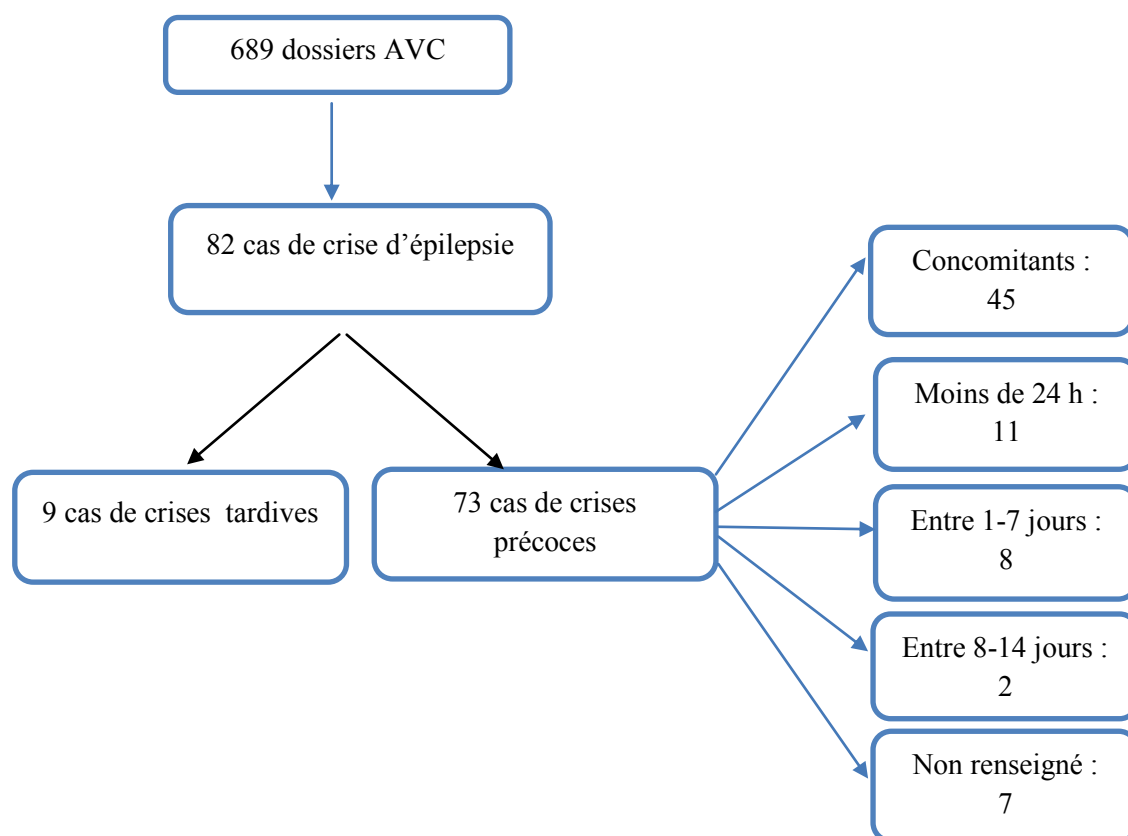 689 dossiers AVC
82 cas de crise d’épilepsie
9 cas de crises tardives
73 cas de crises
précoces
Concomitants :
45
Moins de 24 h :
11
Entre 1-7 jours :
8
Entre 8-14 jours :
2
Non renseigné :
7